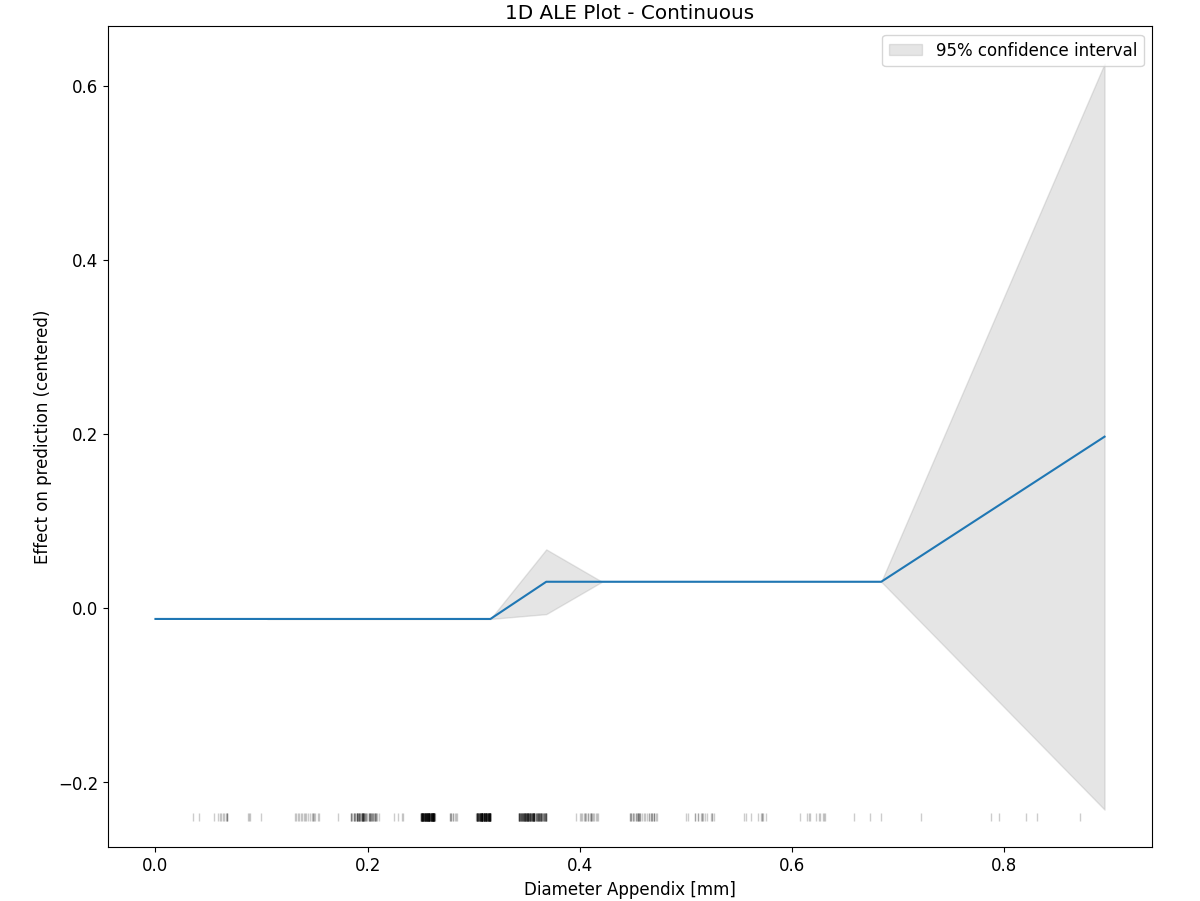 1D ALE Plot - Continuous
95% confidence interval
0.6
0.4
0.2
0.0
−0.2
Effect on prediction (centered)
0.0 0.2 0.4 0.6 0.8
Diameter Appendix [mm]